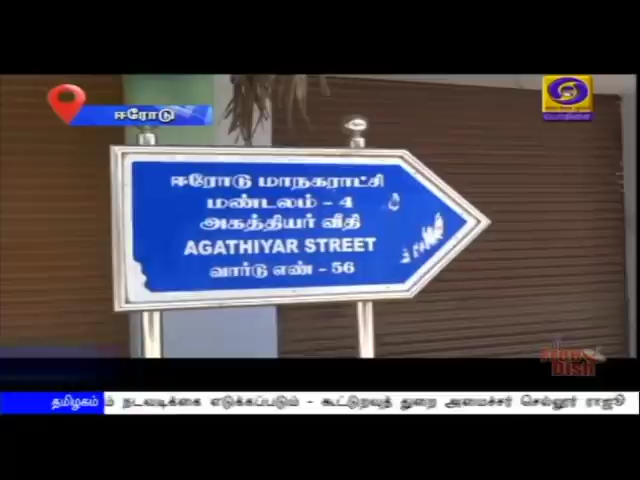 ஈரோடு
பொதிகை
ஈரோடு மாநகராட்சி
மண்டலம் - 4
அகத்தியர் வீதி
AGATHIYAR STREET
வார்டு எண் - 56
DISH
தமிழகம் ம் நடவடிக்கை எடுக்கப்படும் - கூட்டுறவுத் துறை அமைச்சர் செல்லூர் ராஜூ